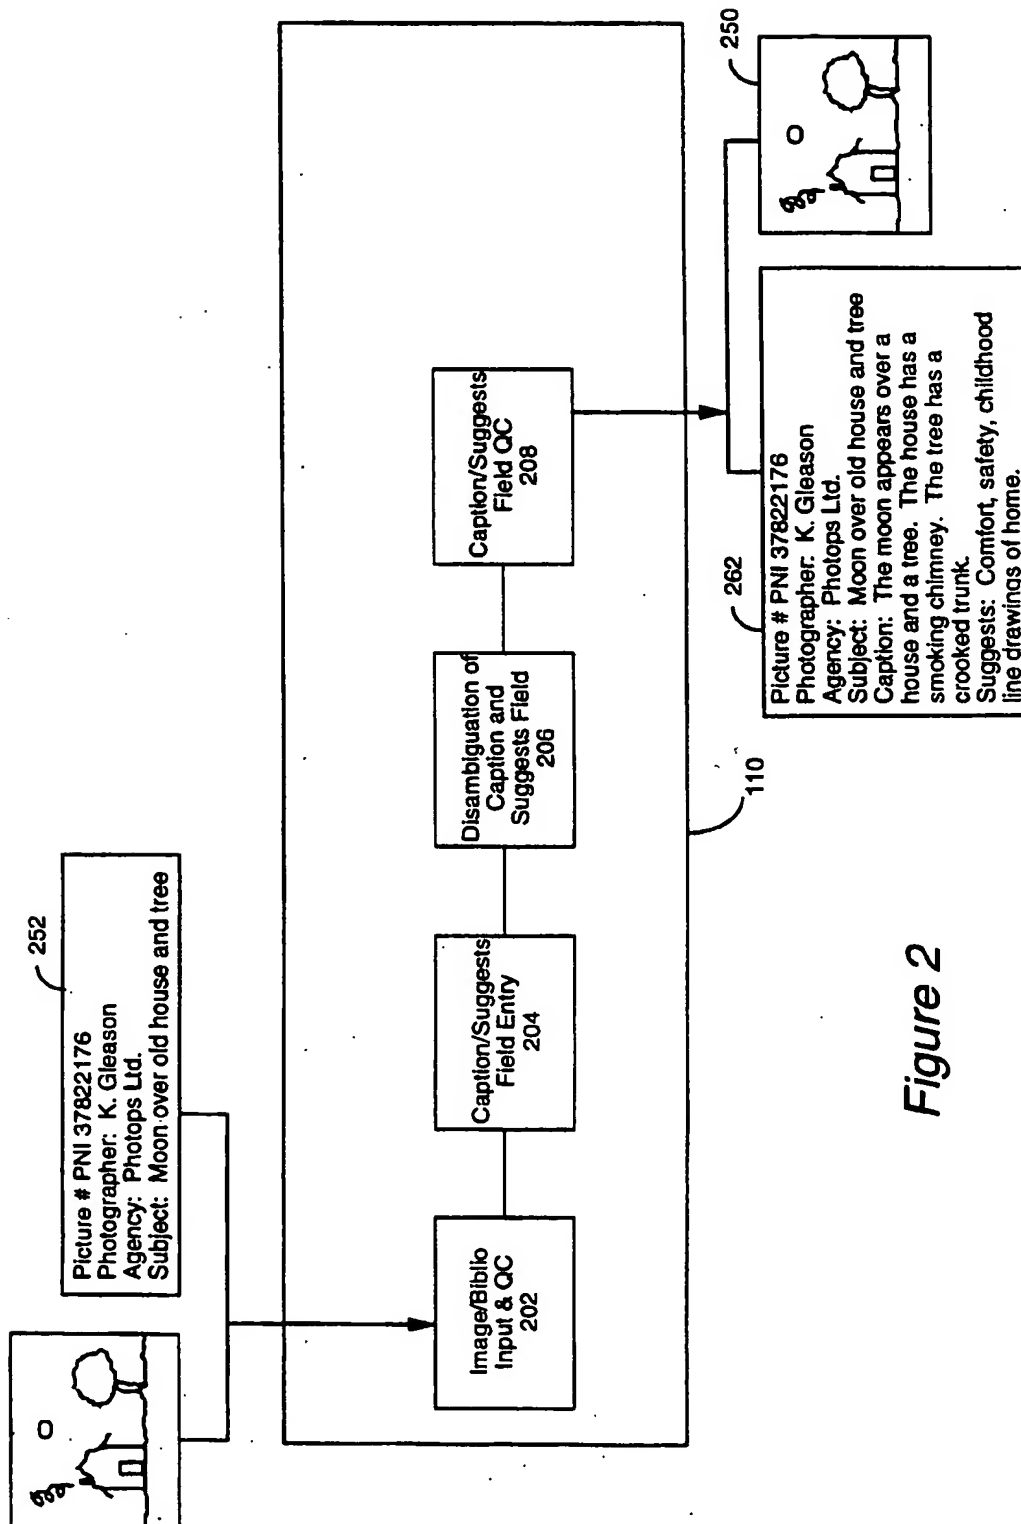 252
Picture # PNI 37822176
Photographer: K. Gleason
Agency: Photops Ltd.
Subject: Moon over old house and tree
Image/Biblio
Input & QC
202
Caption/Suggests
Field Entry
204
Disambiguation of
Caption and
Suggests Field
206
Caption/Suggests
Field QC
208
110
262
Picture # PNI 37822176
Photographer: K. Gleason
Agency: Photops Ltd.
Subject: Moon over old house and tree
Caption: The moon appears over a
house and a tree. The house has a
smoking chimney. The tree has a
crooked trunk.
Suggests: Comfort, safety, childhood
line drawings of home.
250
Figure 2